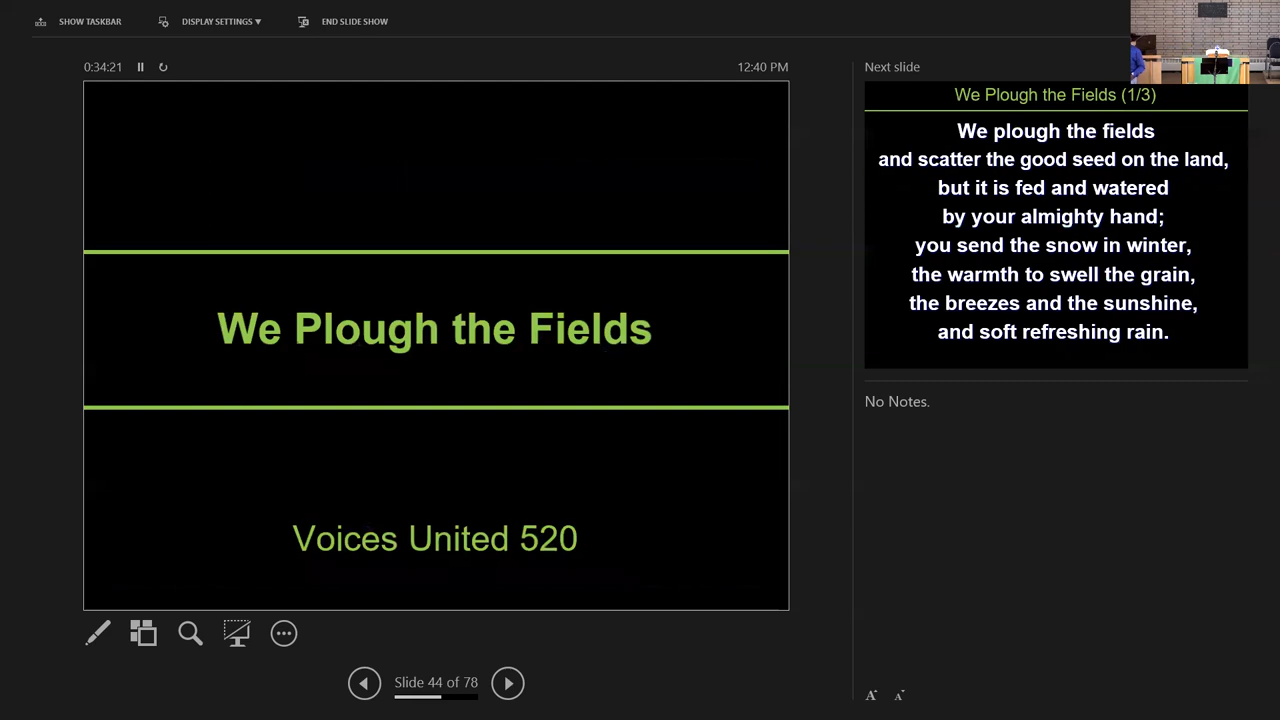 SHOW TASKBAR
DISPLAY SETTINGS ▼
END SLIDE SHOW
0:34:21
12:40 PM
We Plough the Fields
Voices United 520
Slide 44 of 78
Next slide
We Plough the Fields (1/3)
We plough the fields
and scatter the good seed on the land,
but it is fed and watered
by your almighty hand;
you send the snow in winter,
the warmth to swell the grain,
the breezes and the sunshine,
and soft refreshing rain.
No Notes.
A A